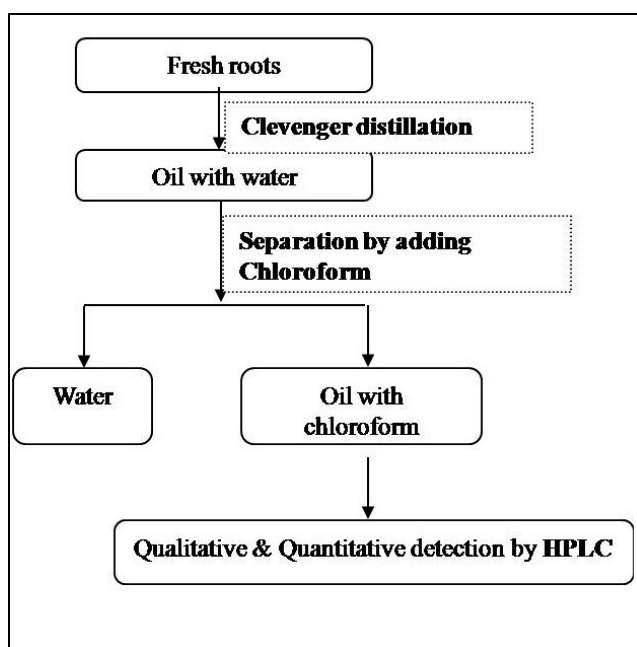 Fresh roots
Clevenger distillation
Oil with water
Separation by adding
Chloroform
Water
Oil with
chloroform
Qualitative & Quantitative detection by HPLC